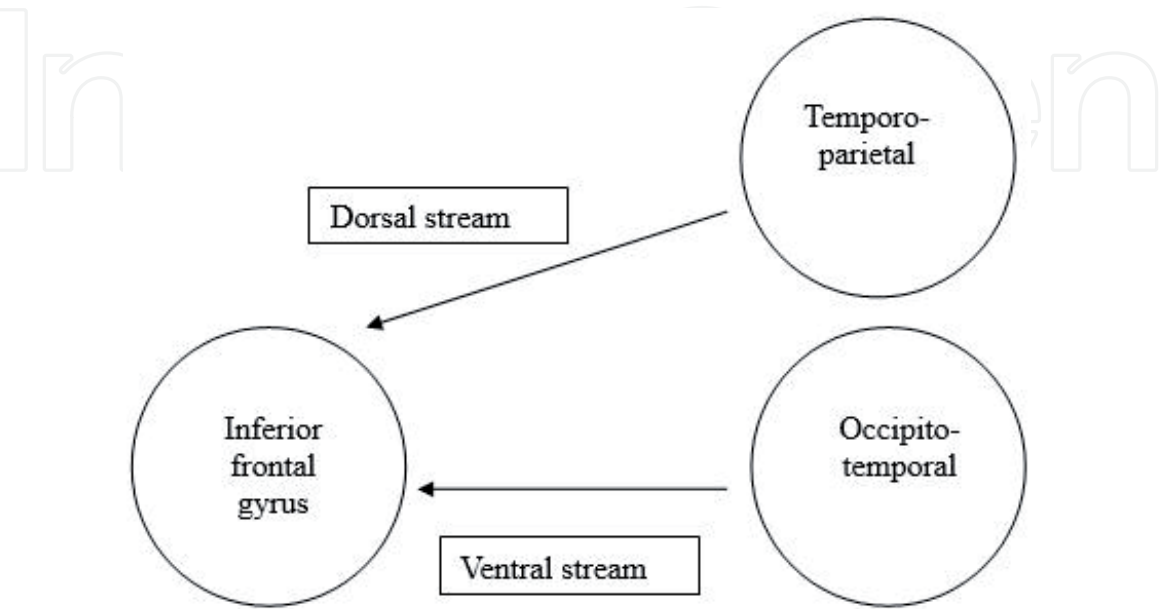 Temporo-
parietal
Dorsal stream
Inferior
frontal
gyrus
Occipito-
temporal
Ventral stream